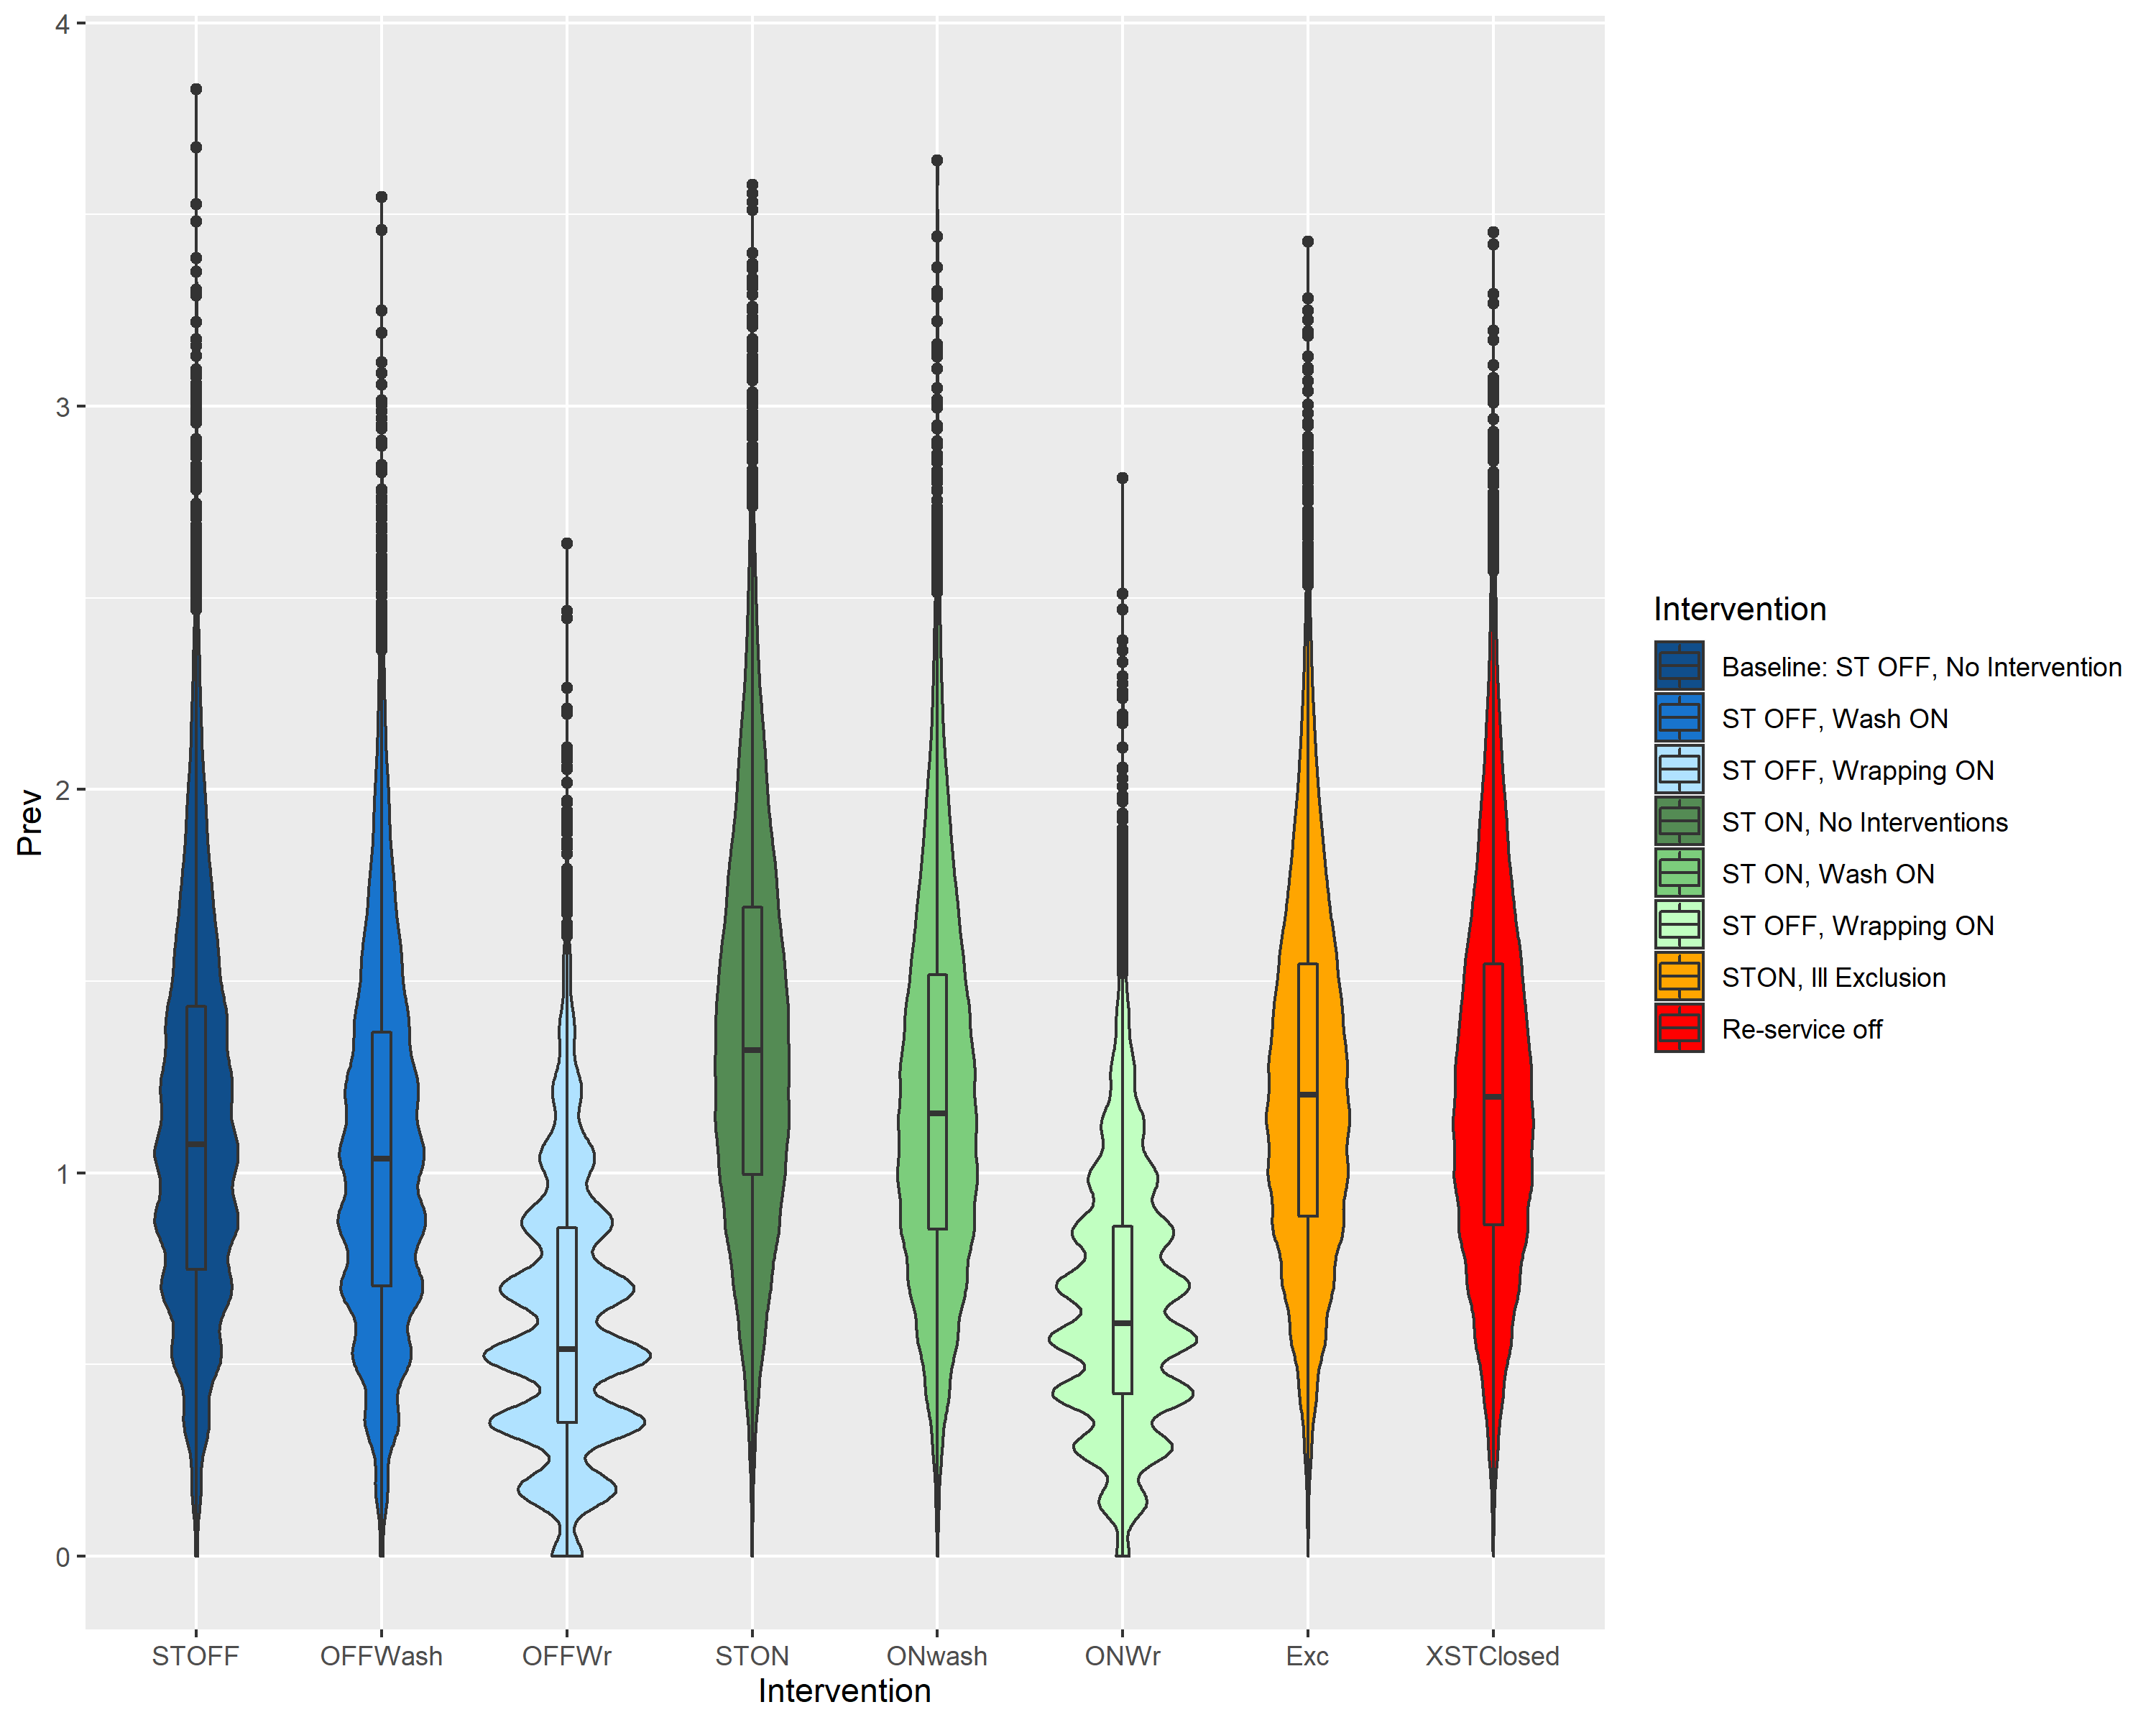 4
3
2
1
0
Prev
STOFF
OFFWash
OFFWr
STON
ONwash
ONWr
Exc
XSTClosed
Intervention
Intervention
Baseline: ST OFF, No Intervention
ST OFF, Wash ON
ST OFF, Wrapping ON
ST ON, No Interventions
ST ON, Wash ON
ST OFF, Wrapping ON
STON, Ill Exclusion
Re-service off